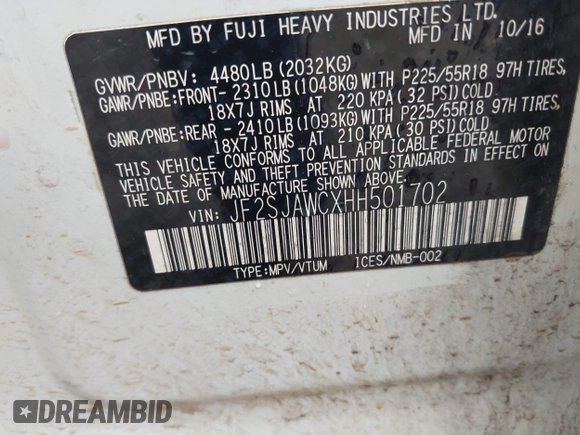 MFD BY FUJI HEAVY INDUSTRIES LTD.
MFD IN 10/16
GVWR/PNBV: 4480LB (2032KG)
GAWR/PNBE:FRONT- 2310LB (1048KG) WITH P225/55R18 97H TIRES,
18X7J RIMS AT 220 KPA (32 PSI) COLD
GAWR/PNBE:REAR - 2410LB (1093KG) WITH P225/55R18 97H TIRES,
18X7J RIMS AT 210 KPA (30 PSI) COLD
THIS VEHICLE CONFORMS TO ALL APPLICABLE FEDERAL MOTOR
VEHICLE SAFETY AND THEFT PREVENTION STANDARDS IN EFFECT ON
THE DATE OF MANUFACTURE SHOWN ABOVE.
VIN: JF2SJAWCXHH501702
TYPE:MPV/VTUM ICES/NMB-002
DREAMBID